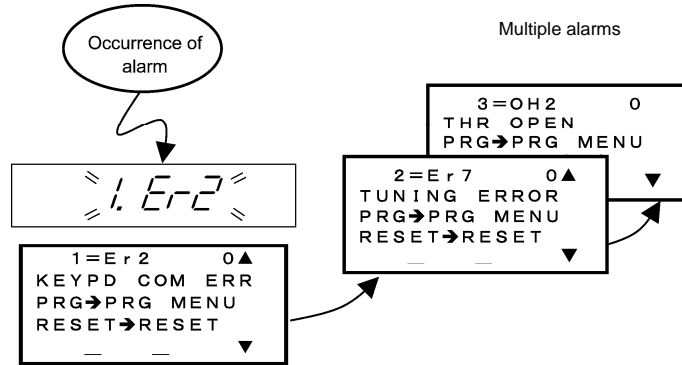 Occurrence of
alarm
Multiple alarms
1.Er2
1=Er2 0▲
KEYPD COM ERR
PRG➔PRG MENU
RESET➔RESET
▼
2=Er7 0▲
TUNING ERROR
PRG➔PRG MENU
RESET➔RESET
▼
3=OH2 0
THR OPEN
PRG➔PRG MENU
▼